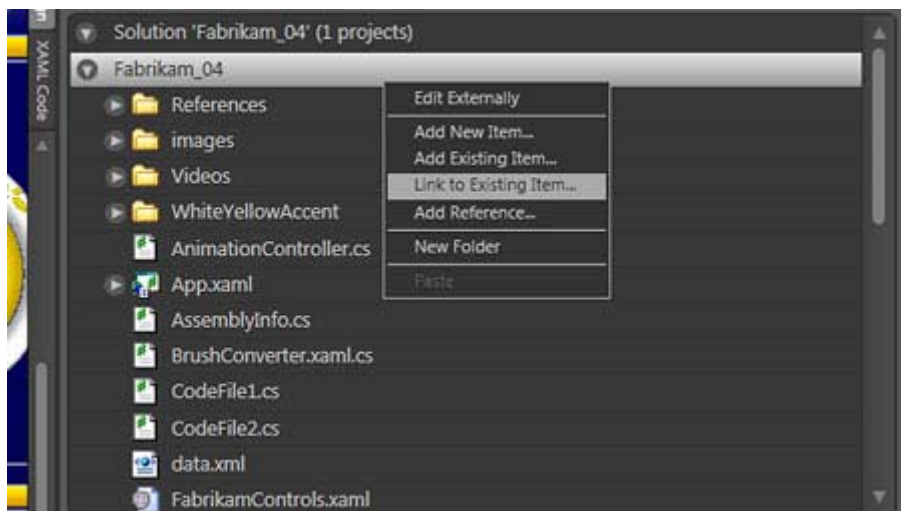 Solution 'Fabrikam_04' (1 projects)
Fabrikam_04
References
images
Videos
WhiteYellowAccent
AnimationController.cs
App.xaml
AssemblyInfo.cs
BrushConverter.xaml.cs
CodeFile1.cs
CodeFile2.cs
data.xml
FabrikamControls.xaml
Edit Externally
Add New Item...
Add Existing Item...
Link to Existing Item...
Add Reference...
New Folder
Paste
XAML Code